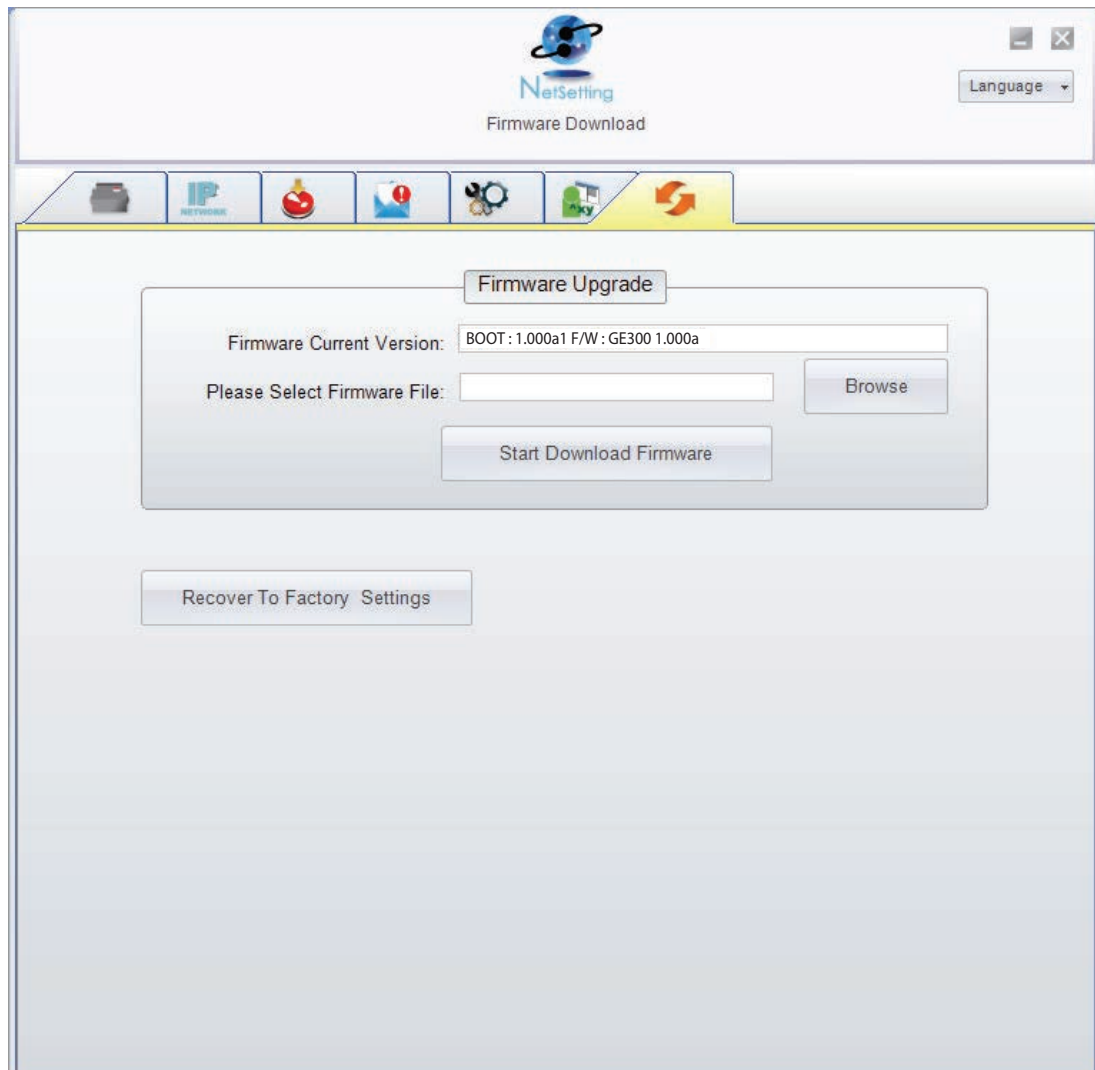 NetSetting
Firmware Download
Language
IP
NETWORK
^xy
Firmware Upgrade
Firmware Current Version: BOOT : 1.000a1 F/W : GE300 1.000a
Please Select Firmware File:
Browse
Start Download Firmware
Recover To Factory Settings